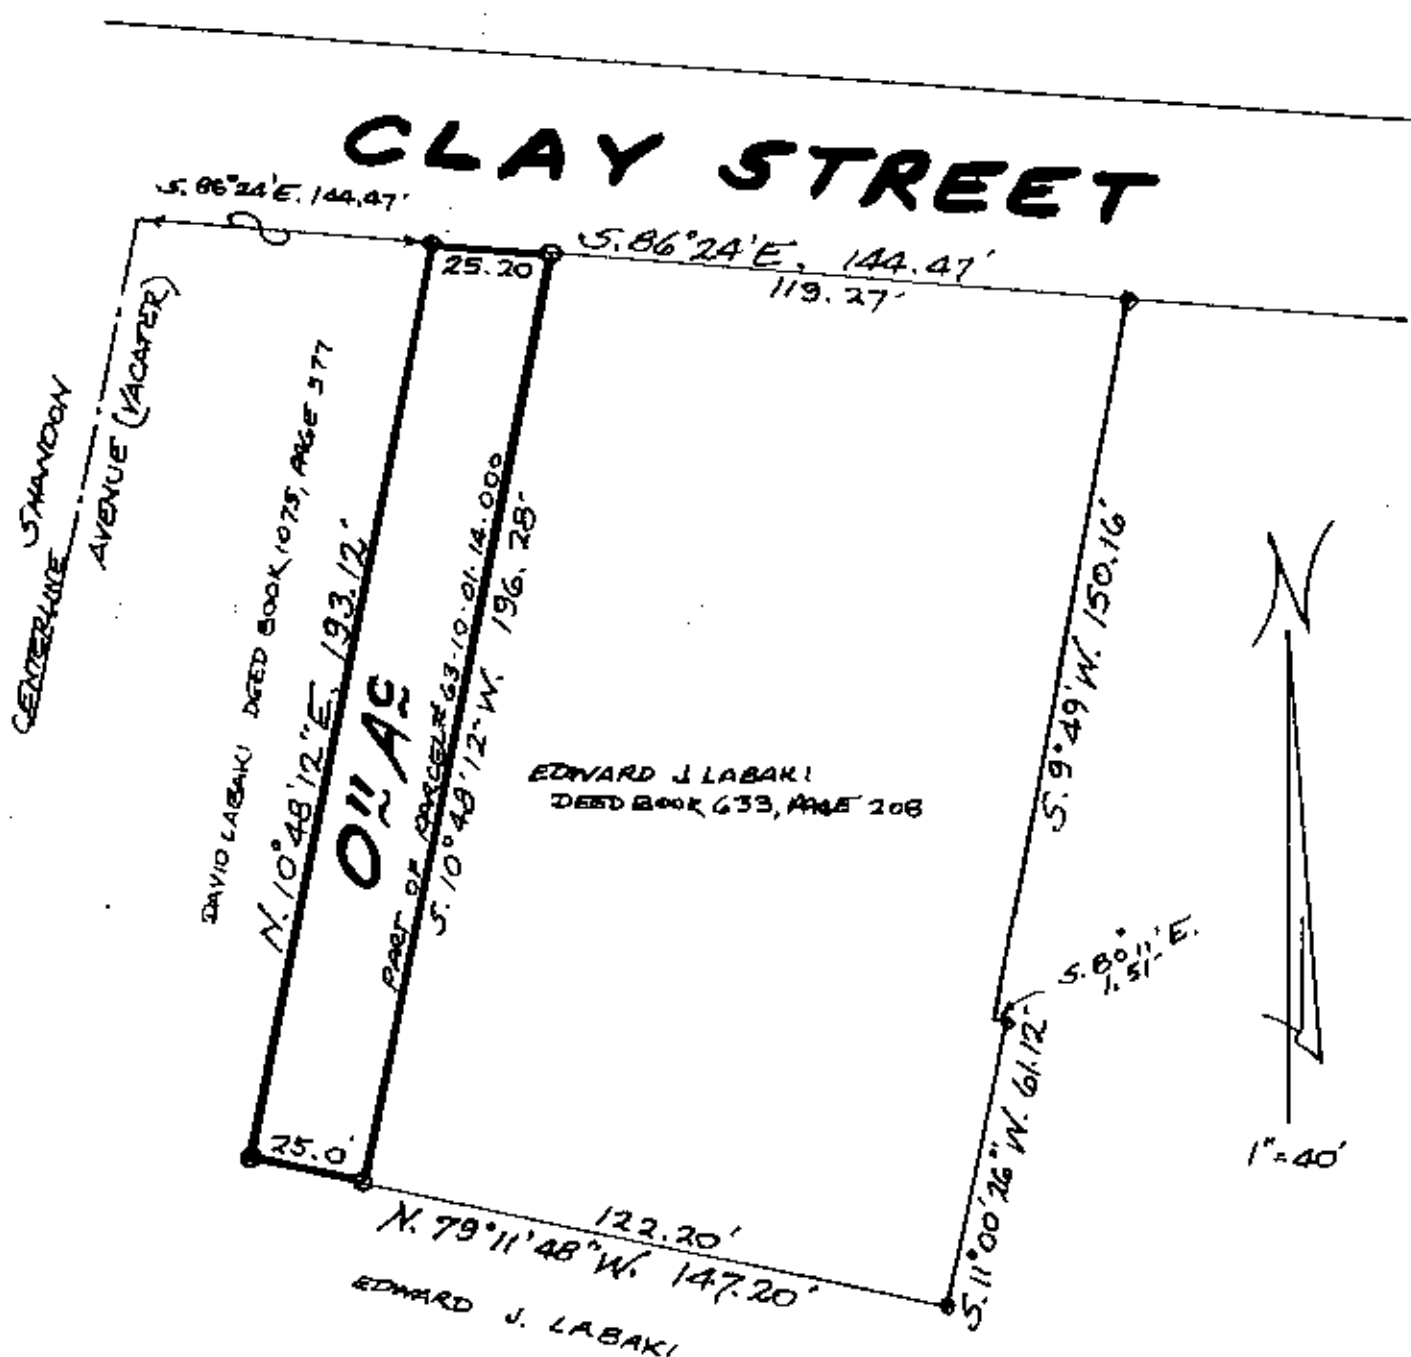 CLAY STREET
S. 86°24'E. 144.47'
25.20
S. 86°24'E. 144.47'
119.27'
CENTERLINE SHANDON
AVENUE (VACATED)
DAVID LABAKI DEED BOOK 1075, PAGE 377
N. 10°48'12"E. 193.12'
0.11 Ac
PART OF PARCEL # 63-10-01-14.000
S. 10°48'12"W. 196.28'
EDWARD J LABAKI
DEED BOOK 633, PAGE 208
S. 9°49'W. 150.16'
N
S. 80°11'E.
1.51'
S. 11°00'26"W. 61.12'
1"=40'
25.0'
122.20'
N. 79°11'48"W. 147.20'
EDWARD J. LABAKI